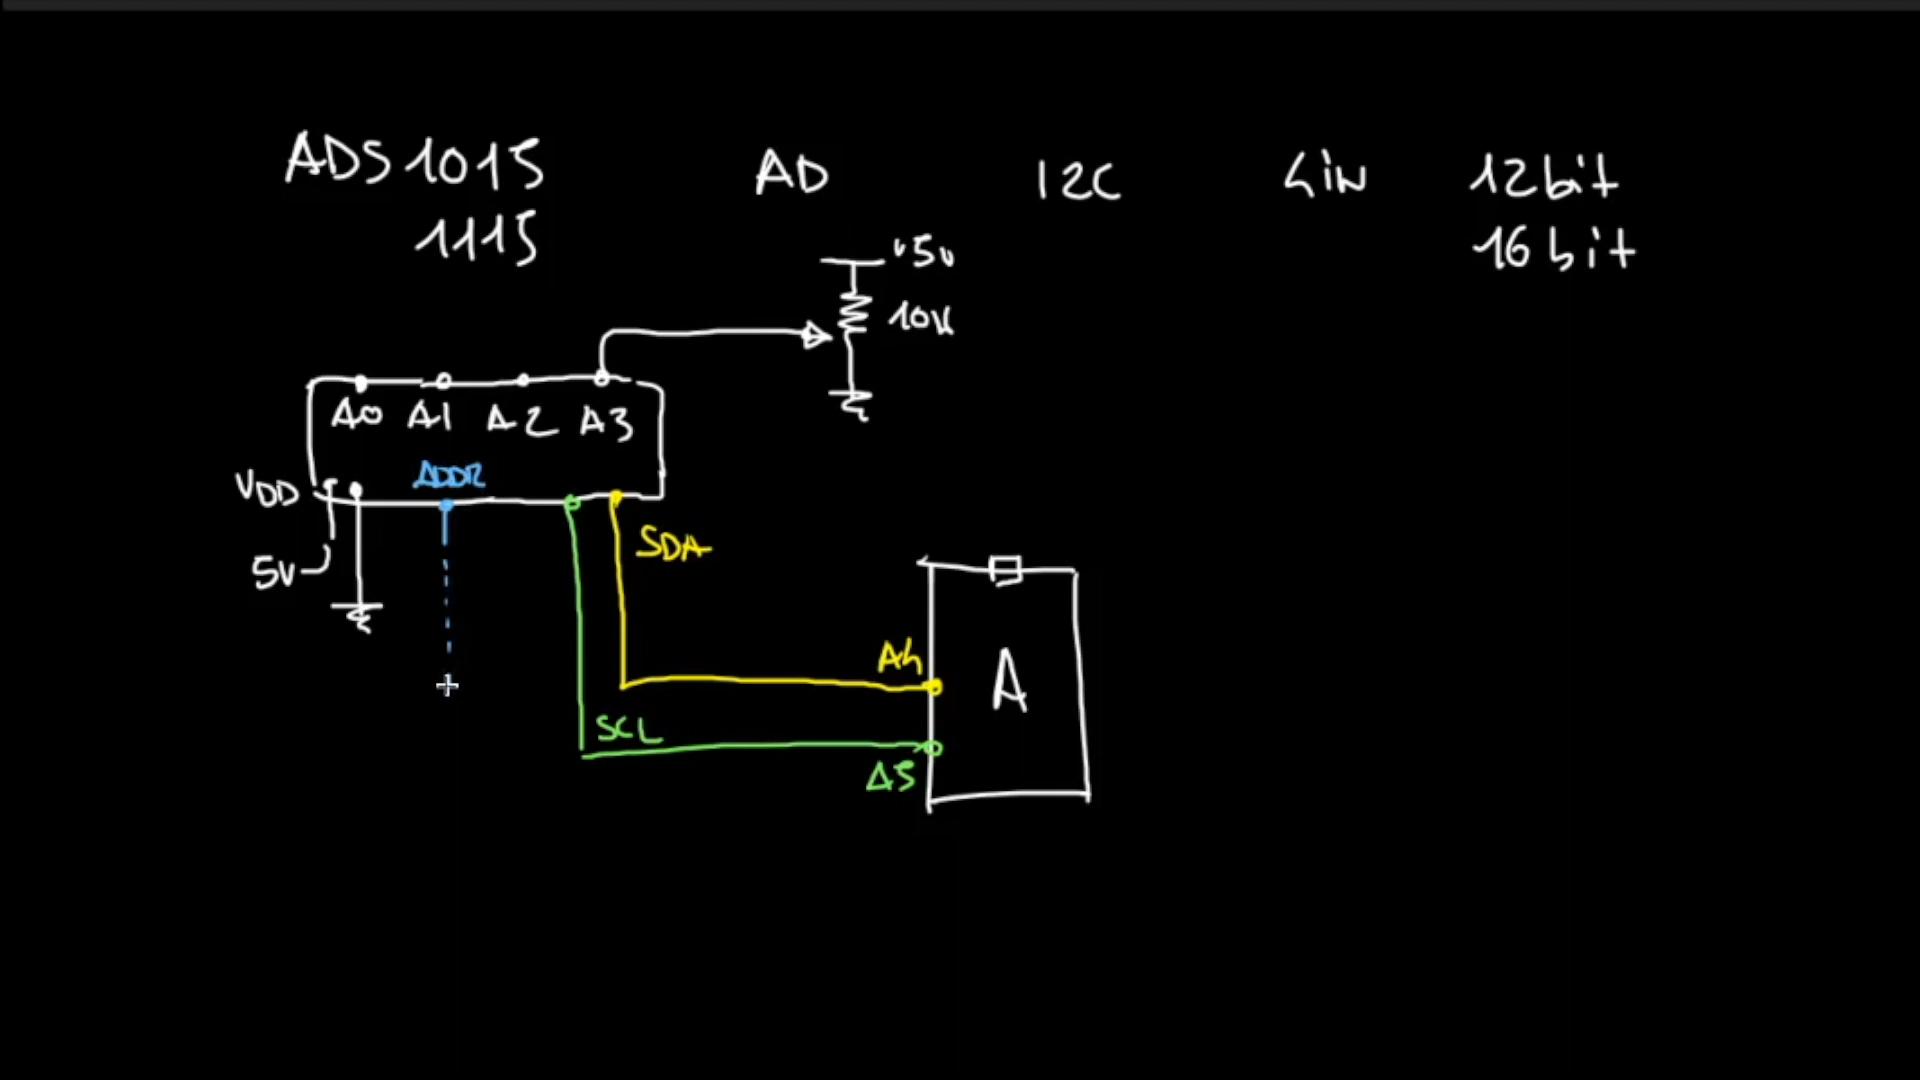 ADS1015 AD I2C 4in 12bit
1115 16bit
5v
10K
A0 A1 A2 A3
VDD ADDR
SDA
5v
A4
A
SCL
A5